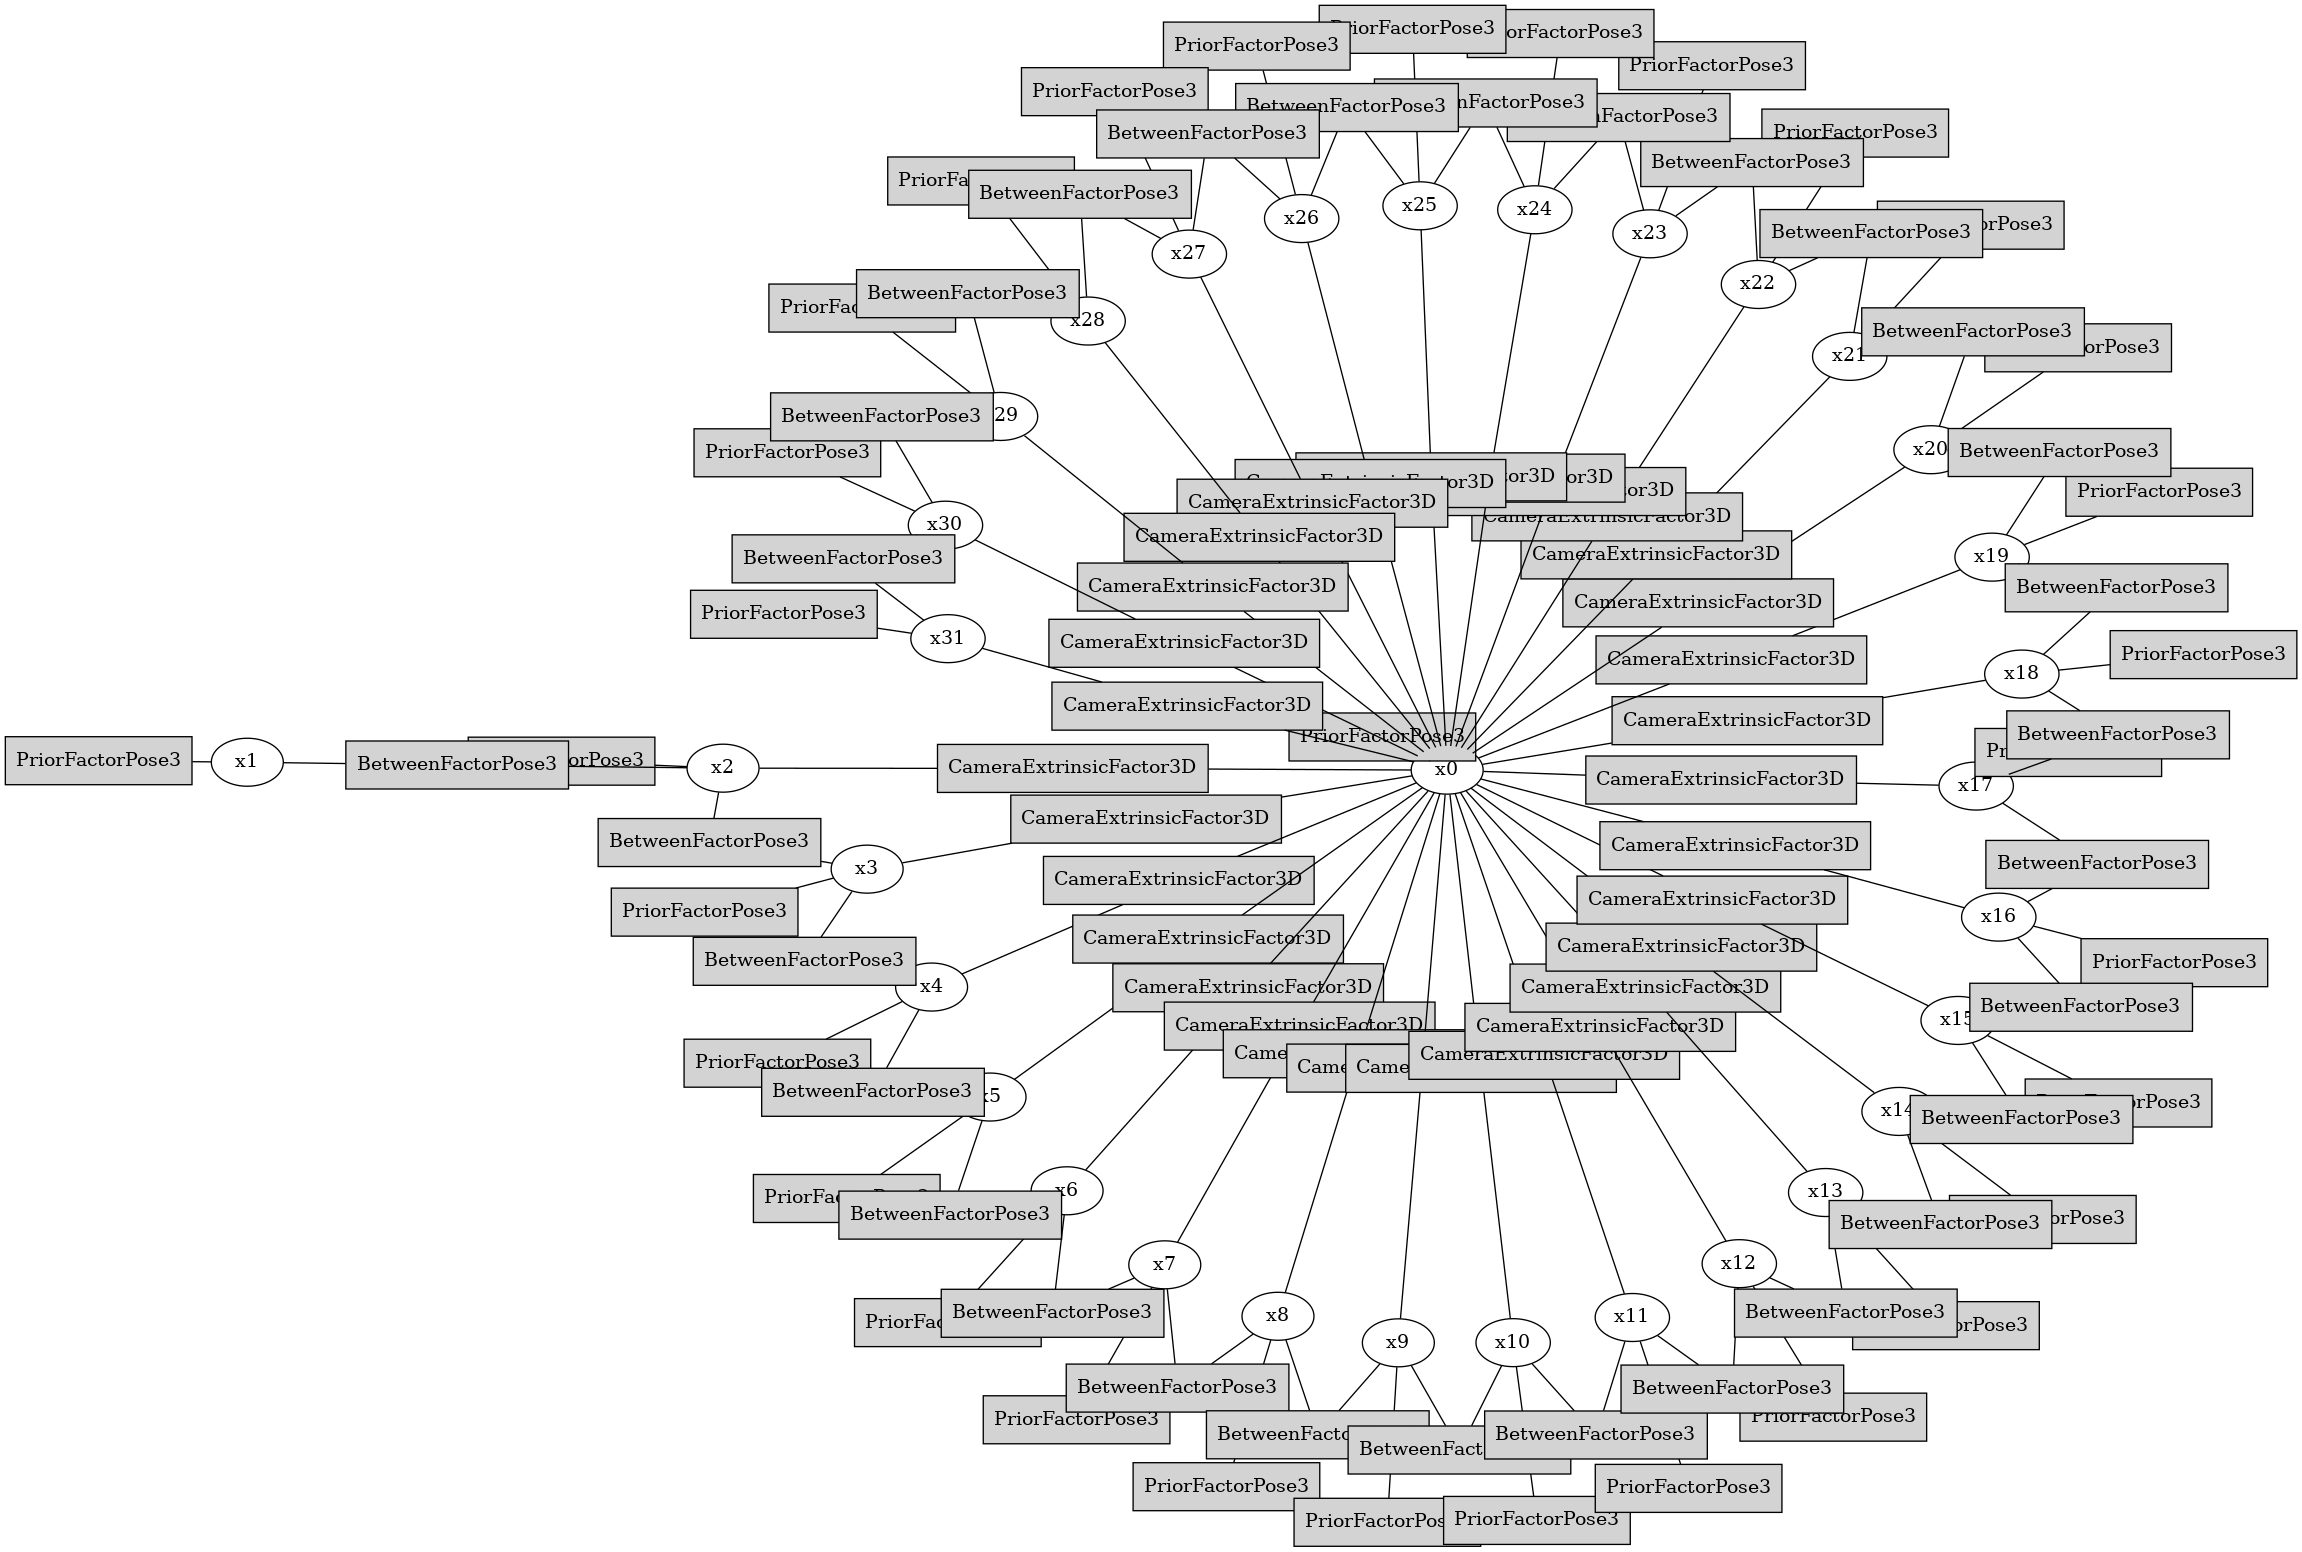 PriorFactorPose3
orFactorPose3
PriorFactorPose3
PriorFactorPose3
PriorFactorPose3
nFactorPose3
BetweenFactorPose3
nFactorPose3
BetweenFactorPose3
PriorFactorPose3
BetweenFactorPose3
PriorFa
BetweenFactorPose3
x25
x24
x26
orPose3
BetweenFactorPose3
x23
x27
x22
BetweenFactorPose3
PriorFac
x28
BetweenFactorPose3
orPose3
x21
29
BetweenFactorPose3
x20
BetweenFactorPose3
PriorFactorPose3
sor3D
CameraExtrinsicFactor3D
PriorFactorPose3
CameraExtrinsicFactor3D
CameraExtrinsicFactor3D
x30
CameraExtrinsicFactor3D
CameraExtrinsicFactor3D
x19
BetweenFactorPose3
CameraExtrinsicFactor3D
BetweenFactorPose3
CameraExtrinsicFactor3D
PriorFactorPose3
x31
CameraExtrinsicFactor3D
CameraExtrinsicFactor3D
PriorFactorPose3
x18
CameraExtrinsicFactor3D
CameraExtrinsicFactor3D
BetweenFactorPose3
Pr
PriorFactorPose3
PriorFactorPose3
x1
BetweenFactorPose3
orPose3
x2
CameraExtrinsicFactor3D
x0
CameraExtrinsicFactor3D
x17
CameraExtrinsicFactor3D
BetweenFactorPose3
x3
CameraExtrinsicFactor3D
BetweenFactorPose3
CameraExtrinsicFactor3D
CameraExtrinsicFactor3D
PriorFactorPose3
x16
CameraExtrinsicFactor3D
CameraExtrinsicFactor3D
BetweenFactorPose3
PriorFactorPose3
x4
CameraExtrinsicFactor3D
CameraExtrinsicFactor3D
BetweenFactorPose3
x15
CameraExtrinsicFactor3D
CameraExtrinsicFactor3D
Came
Came
Came
CameraExtrinsicFactor3D
PriorFactorPose3
BetweenFactorPose3
x5
x14
BetweenFactorPose3
PriorFactorPose3
PriorFactorPose3
x6
x13
BetweenFactorPose3
BetweenFactorPose3
orPose3
x7
x12
BetweenFactorPose3
PriorFac
x8
x9
x10
x11
BetweenFactorPose3
orPose3
BetweenFactorPose3
BetweenFactorPose3
PriorFactorPose3
PriorFactorPose3
BetweenFacto
BetweenFact
BetweenFactorPose3
PriorFactorPose3
PriorFactorPos
PriorFactorPose3
PriorFactorPose3